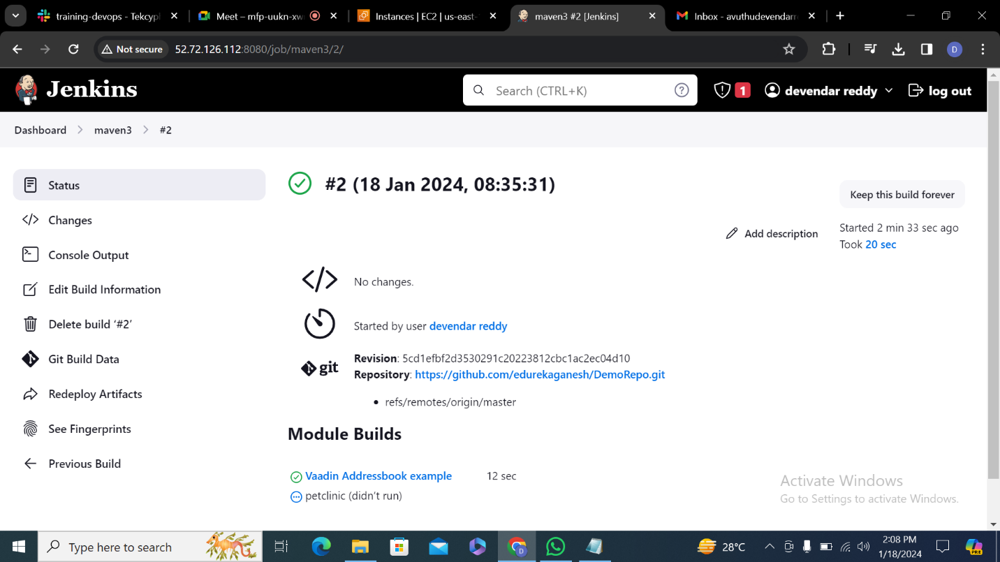 training-devops - Tekcypl
Meet – mfp-uukn-xw
Instances | EC2 | us-east-
maven3 #2 [Jenkins]
Inbox - avuthudevendarr
Not secure
52.72.126.112:8080/job/maven3/2/
D
Jenkins
Search (CTRL+K)
1
devendar reddy
log out
Dashboard
maven3
#2
Status
Changes
Console Output
Edit Build Information
Delete build ‘#2’
Git Build Data
Redeploy Artifacts
See Fingerprints
Previous Build
#2 (18 Jan 2024, 08:35:31)
Keep this build forever
Add description
Started 2 min 33 sec ago
Took 20 sec
No changes.
Started by user devendar reddy
git
Revision: 5cd1efbf2d3530291c20223812cbc1ac2ec04d10
Repository: https://github.com/edurekaganesh/DemoRepo.git
refs/remotes/origin/master
Module Builds
Vaadin Addressbook example 12 sec
petclinic (didn’t run)
Activate Windows
Go to Settings to activate Windows.
Type here to search
D
28°C
2:08 PM
1/18/2024
PRE